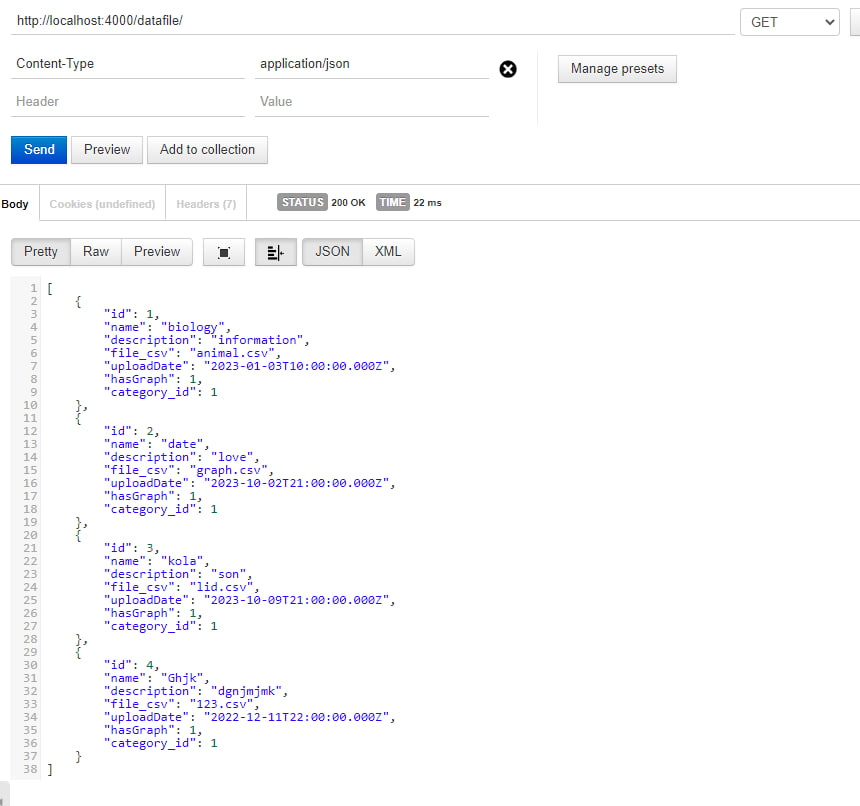 http://localhost:4000/datafile/ GET
Content-Type application/json
Manage presets
Header Value
Send Preview Add to collection
Body Cookies (undefined) Headers (7) STATUS 200 OK TIME 22 ms
Pretty Raw Preview JSON XML
1 [
2 {
3 "id": 1,
4 "name": "biology",
5 "description": "information",
6 "file_csv": "animal.csv",
7 "uploadDate": "2023-01-03T10:00:00.000Z",
8 "hasGraph": 1,
9 "category_id": 1
10 },
11 {
12 "id": 2,
13 "name": "date",
14 "description": "love",
15 "file_csv": "graph.csv",
16 "uploadDate": "2023-10-02T21:00:00.000Z",
17 "hasGraph": 1,
18 "category_id": 1
19 },
20 {
21 "id": 3,
22 "name": "kola",
23 "description": "son",
24 "file_csv": "lid.csv",
25 "uploadDate": "2023-10-09T21:00:00.000Z",
26 "hasGraph": 1,
27 "category_id": 1
28 },
29 {
30 "id": 4,
31 "name": "Ghjk",
32 "description": "dgnjmjmk",
33 "file_csv": "123.csv",
34 "uploadDate": "2022-12-11T22:00:00.000Z",
35 "hasGraph": 1,
36 "category_id": 1
37 }
38 ]